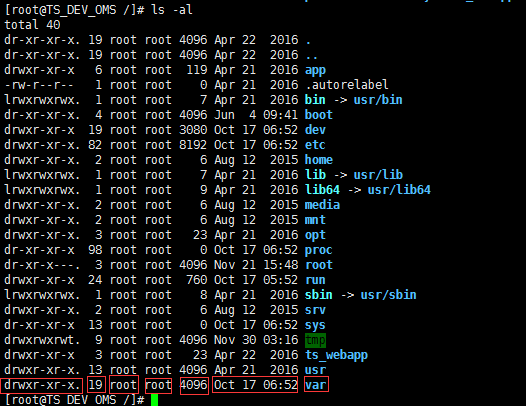 [root@TS_DEV_OMS /]# ls -al
total 40
dr-xr-xr-x. 19 root root 4096 Apr 22 2016 .
dr-xr-xr-x. 19 root root 4096 Apr 22 2016 ..
drwxr-xr-x 6 root root 119 Apr 21 2016 app
-rw-r--r-- 1 root root 0 Apr 21 2016 .autorelabel
lrwxrwxrwx. 1 root root 7 Apr 21 2016 bin -> usr/bin
dr-xr-xr-x. 4 root root 4096 Jun 4 09:41 boot
drwxr-xr-x 19 root root 3080 Oct 17 06:52 dev
drwxr-xr-x. 82 root root 8192 Oct 17 06:52 etc
drwxr-xr-x. 2 root root 6 Aug 12 2015 home
lrwxrwxrwx. 1 root root 7 Apr 21 2016 lib -> usr/lib
lrwxrwxrwx. 1 root root 9 Apr 21 2016 lib64 -> usr/lib64
drwxr-xr-x. 2 root root 6 Aug 12 2015 media
drwxr-xr-x. 2 root root 6 Aug 12 2015 mnt
drwxr-xr-x. 3 root root 23 Apr 21 2016 opt
dr-xr-xr-x 98 root root 0 Oct 17 06:52 proc
dr-xr-x---. 3 root root 4096 Nov 21 15:48 root
drwxr-xr-x 24 root root 760 Oct 17 05:52 run
lrwxrwxrwx. 1 root root 8 Apr 21 2016 sbin -> usr/sbin
drwxr-xr-x. 2 root root 6 Aug 12 2015 srv
dr-xr-xr-x 13 root root 0 Oct 17 06:52 sys
drwxrwxrwt. 9 root root 4096 Nov 30 03:16 tmp
drwxr-xr-x 3 root root 23 Apr 22 2016 ts_webapp
drwxr-xr-x. 13 root root 4096 Apr 21 2016 usr
drwxr-xr-x. 19 root root 4096 Oct 17 06:52 var
[root@TS_DEV_OMS /]#